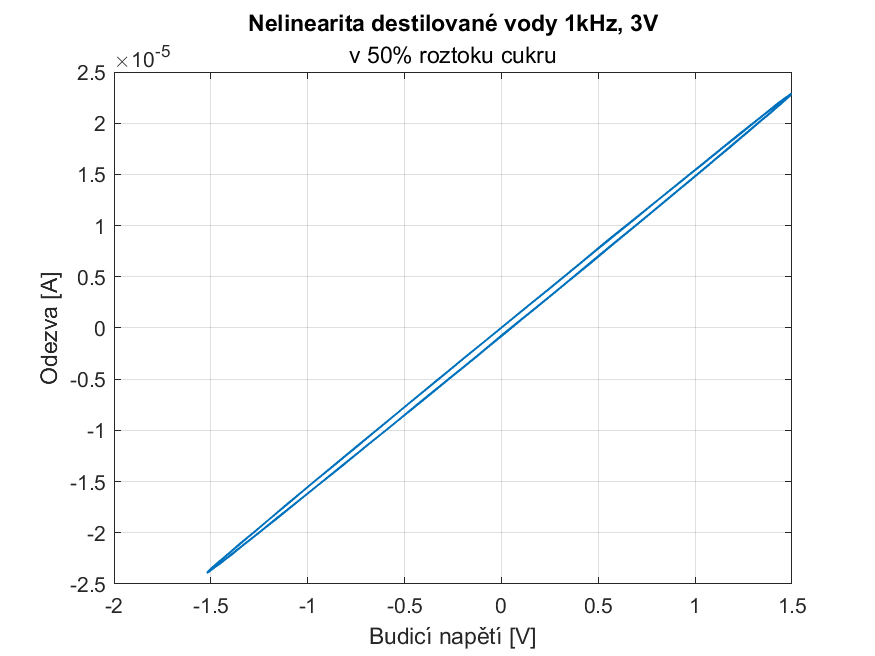 Nelinearita destilované vody 1kHz, 3V
v 50% roztoku cukru
×10-5
2.5
2
1.5
1
0.5
0
-0.5
-1
-1.5
-2
-2.5
Odezva [A]
-2 -1.5 -1 -0.5 0 0.5 1 1.5
Budicí napětí [V]